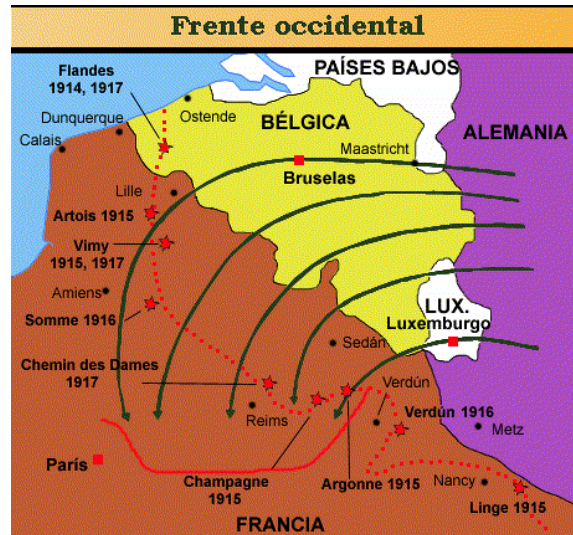 Frente occidental
Flandes
1914, 1917
PAÍSES BAJOS
Ostende
Dunquerque
BÉLGICA
ALEMANIA
Calais
Maastricht
Bruselas
Lille
Artois 1915
Vimy
1915, 1917
Amiens
LUX.
Somme 1916
Luxemburgo
Sedán
Chemin des Dames
1917
Verdún
Reims
Verdún 1916
Metz
París
Champagne
1915
Argonne 1915
Nancy
Linge 1915
FRANCIA